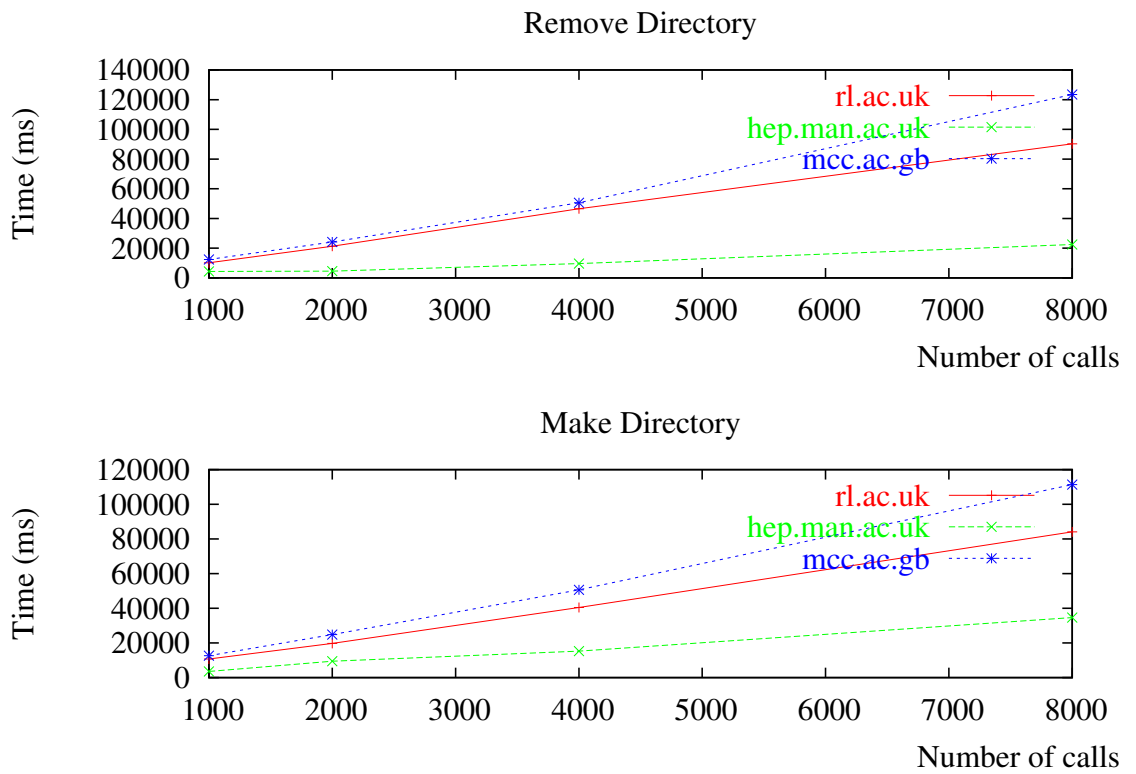 Remove Directory
Time (ms)
140000
120000
100000
80000
60000
40000
20000
0
rl.ac.uk
hep.man.ac.uk
mcc.ac.gb
1000 2000 3000 4000 5000 6000 7000 8000
Number of calls
Make Directory
Time (ms)
120000
100000
80000
60000
40000
20000
0
rl.ac.uk
hep.man.ac.uk
mcc.ac.gb
1000 2000 3000 4000 5000 6000 7000 8000
Number of calls